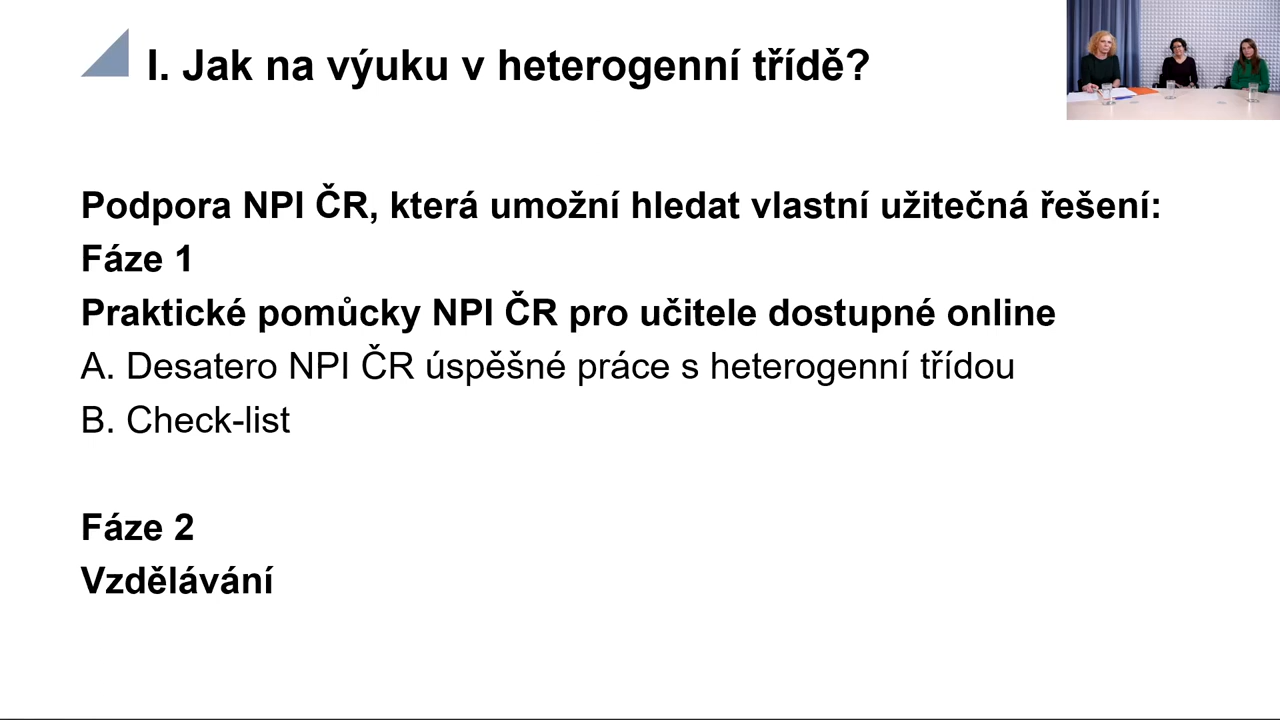 I. Jak na výuku v heterogenní třídě?
Podpora NPI ČR, která umožní hledat vlastní užitečná řešení:
Fáze 1
Praktické pomůcky NPI ČR pro učitele dostupné online
A. Desatero NPI ČR úspěšné práce s heterogenní třídou
B. Check-list
Fáze 2
Vzdělávání